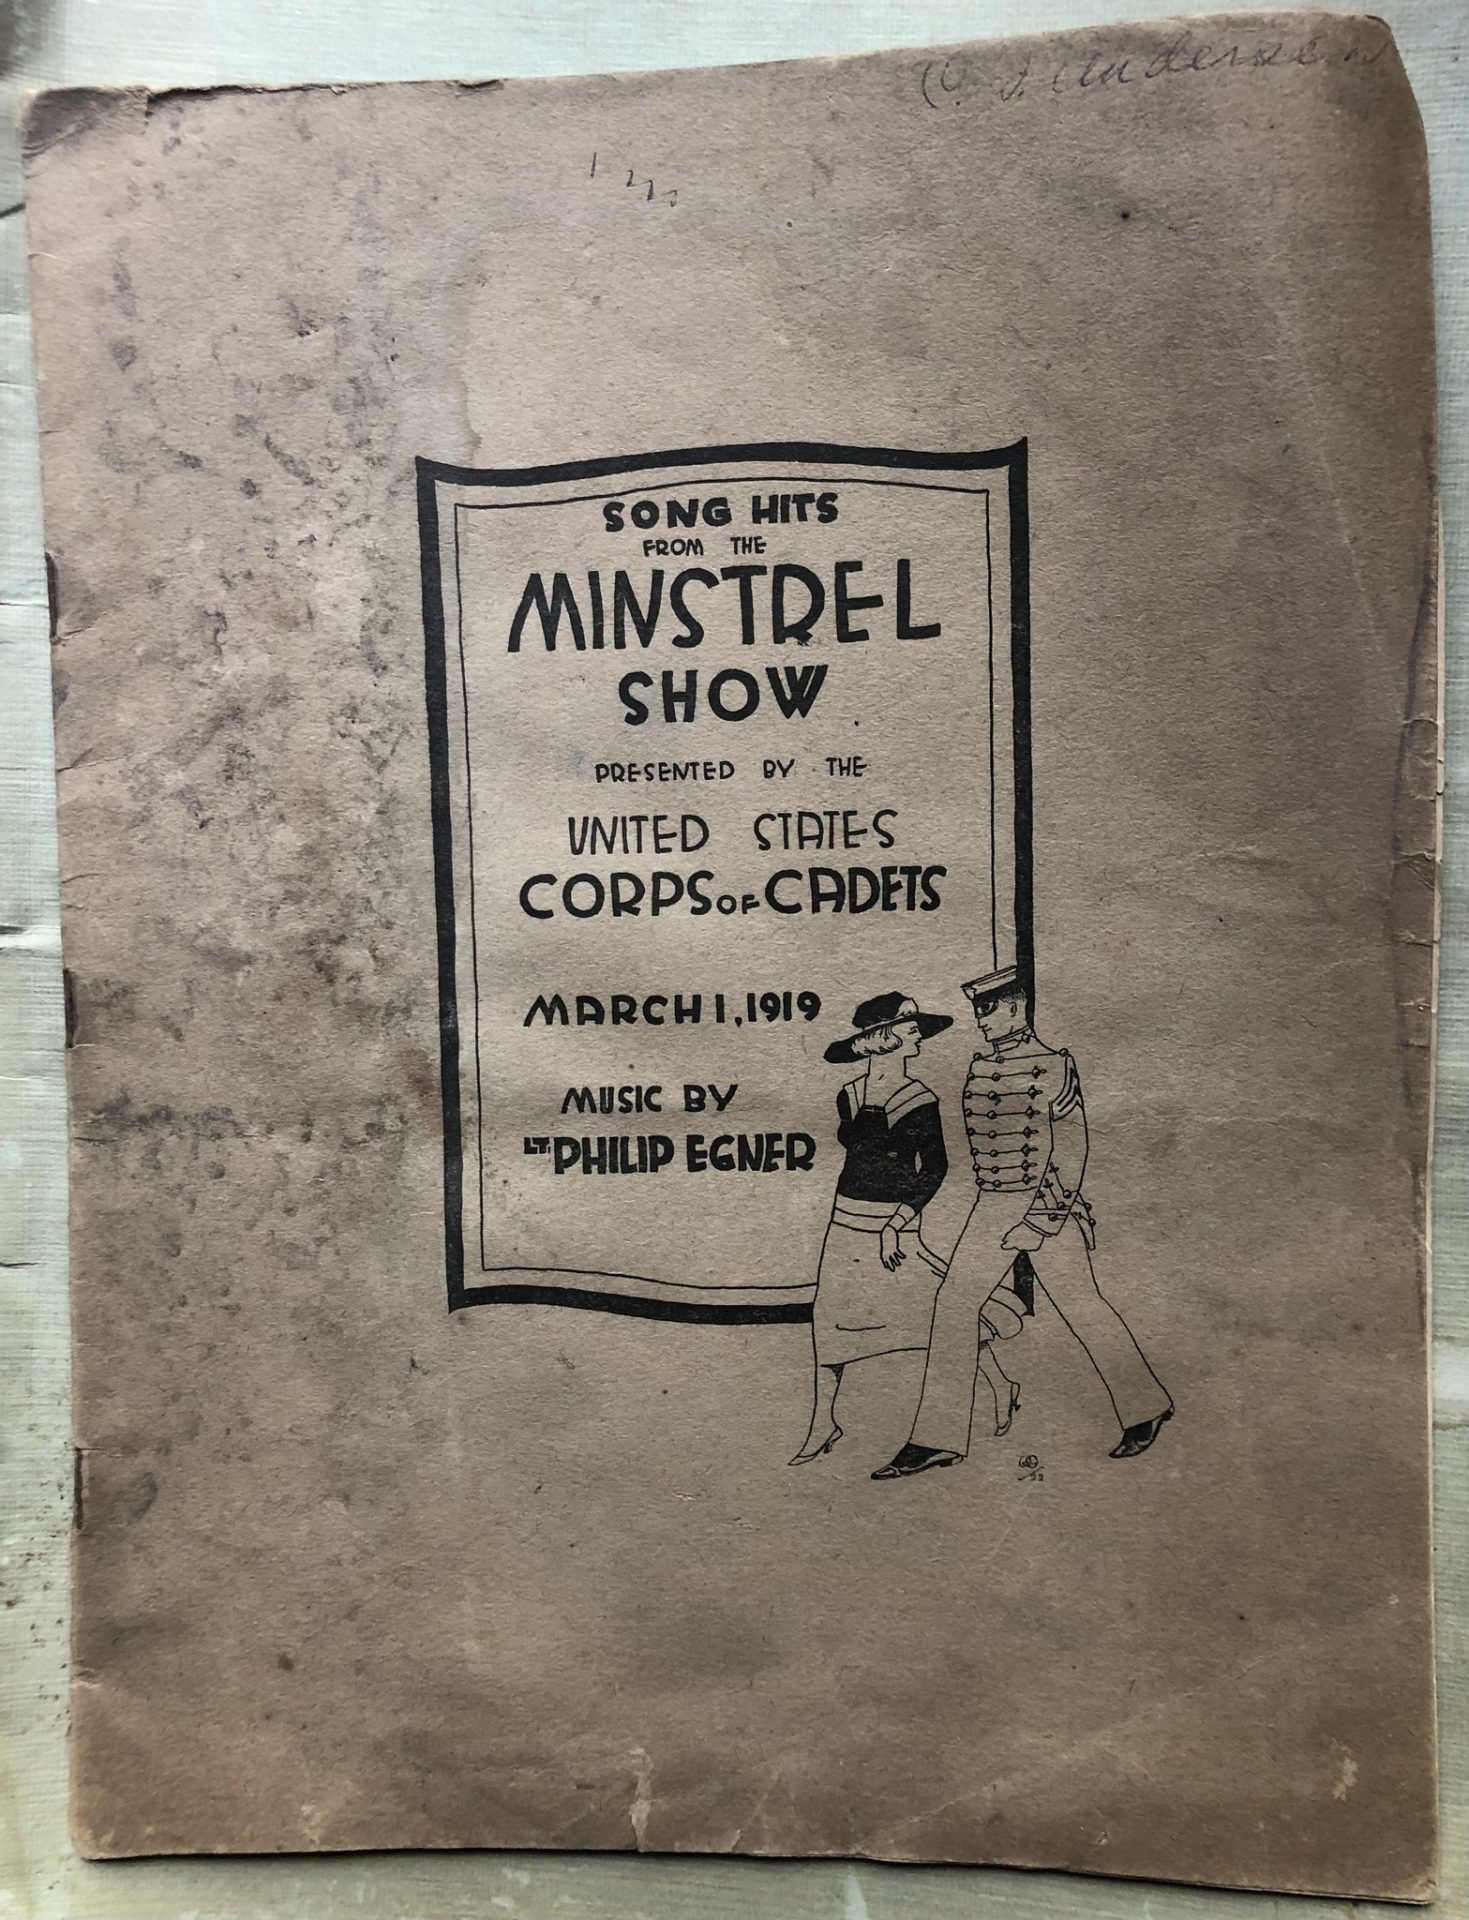 SONG HITS
FROM THE
MINSTREL
SHOW
PRESENTED BY THE
UNITED STATES
CORPS OF CADETS
MARCH 1, 1919
MUSIC BY
LT. PHILIP EGNER